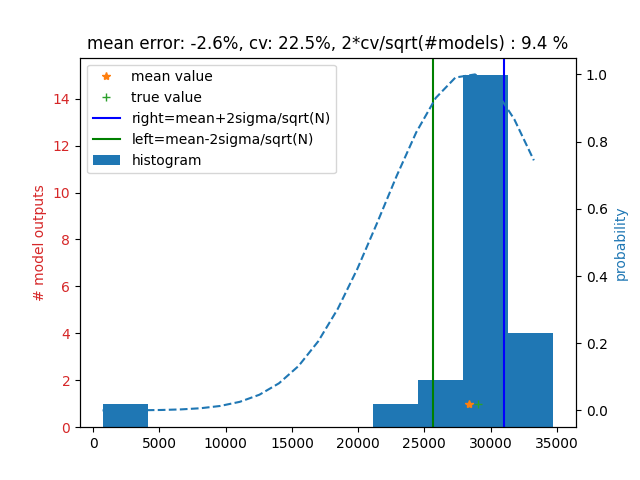 mean error: -2.6%, cv: 22.5%, 2*cv/sqrt(#models) : 9.4 %
mean value
true value
right=mean+2sigma/sqrt(N)
left=mean-2sigma/sqrt(N)
histogram
# model outputs
14
12
10
8
6
4
2
0
1.0
0.8
0.6
0.4
0.2
0.0
probability
0 5000 10000 15000 20000 25000 30000 35000